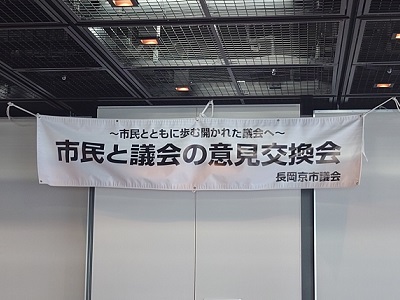 ～市民とともに歩む開かれた議会へ～
市民と議会の意見交換会
長岡京市議会